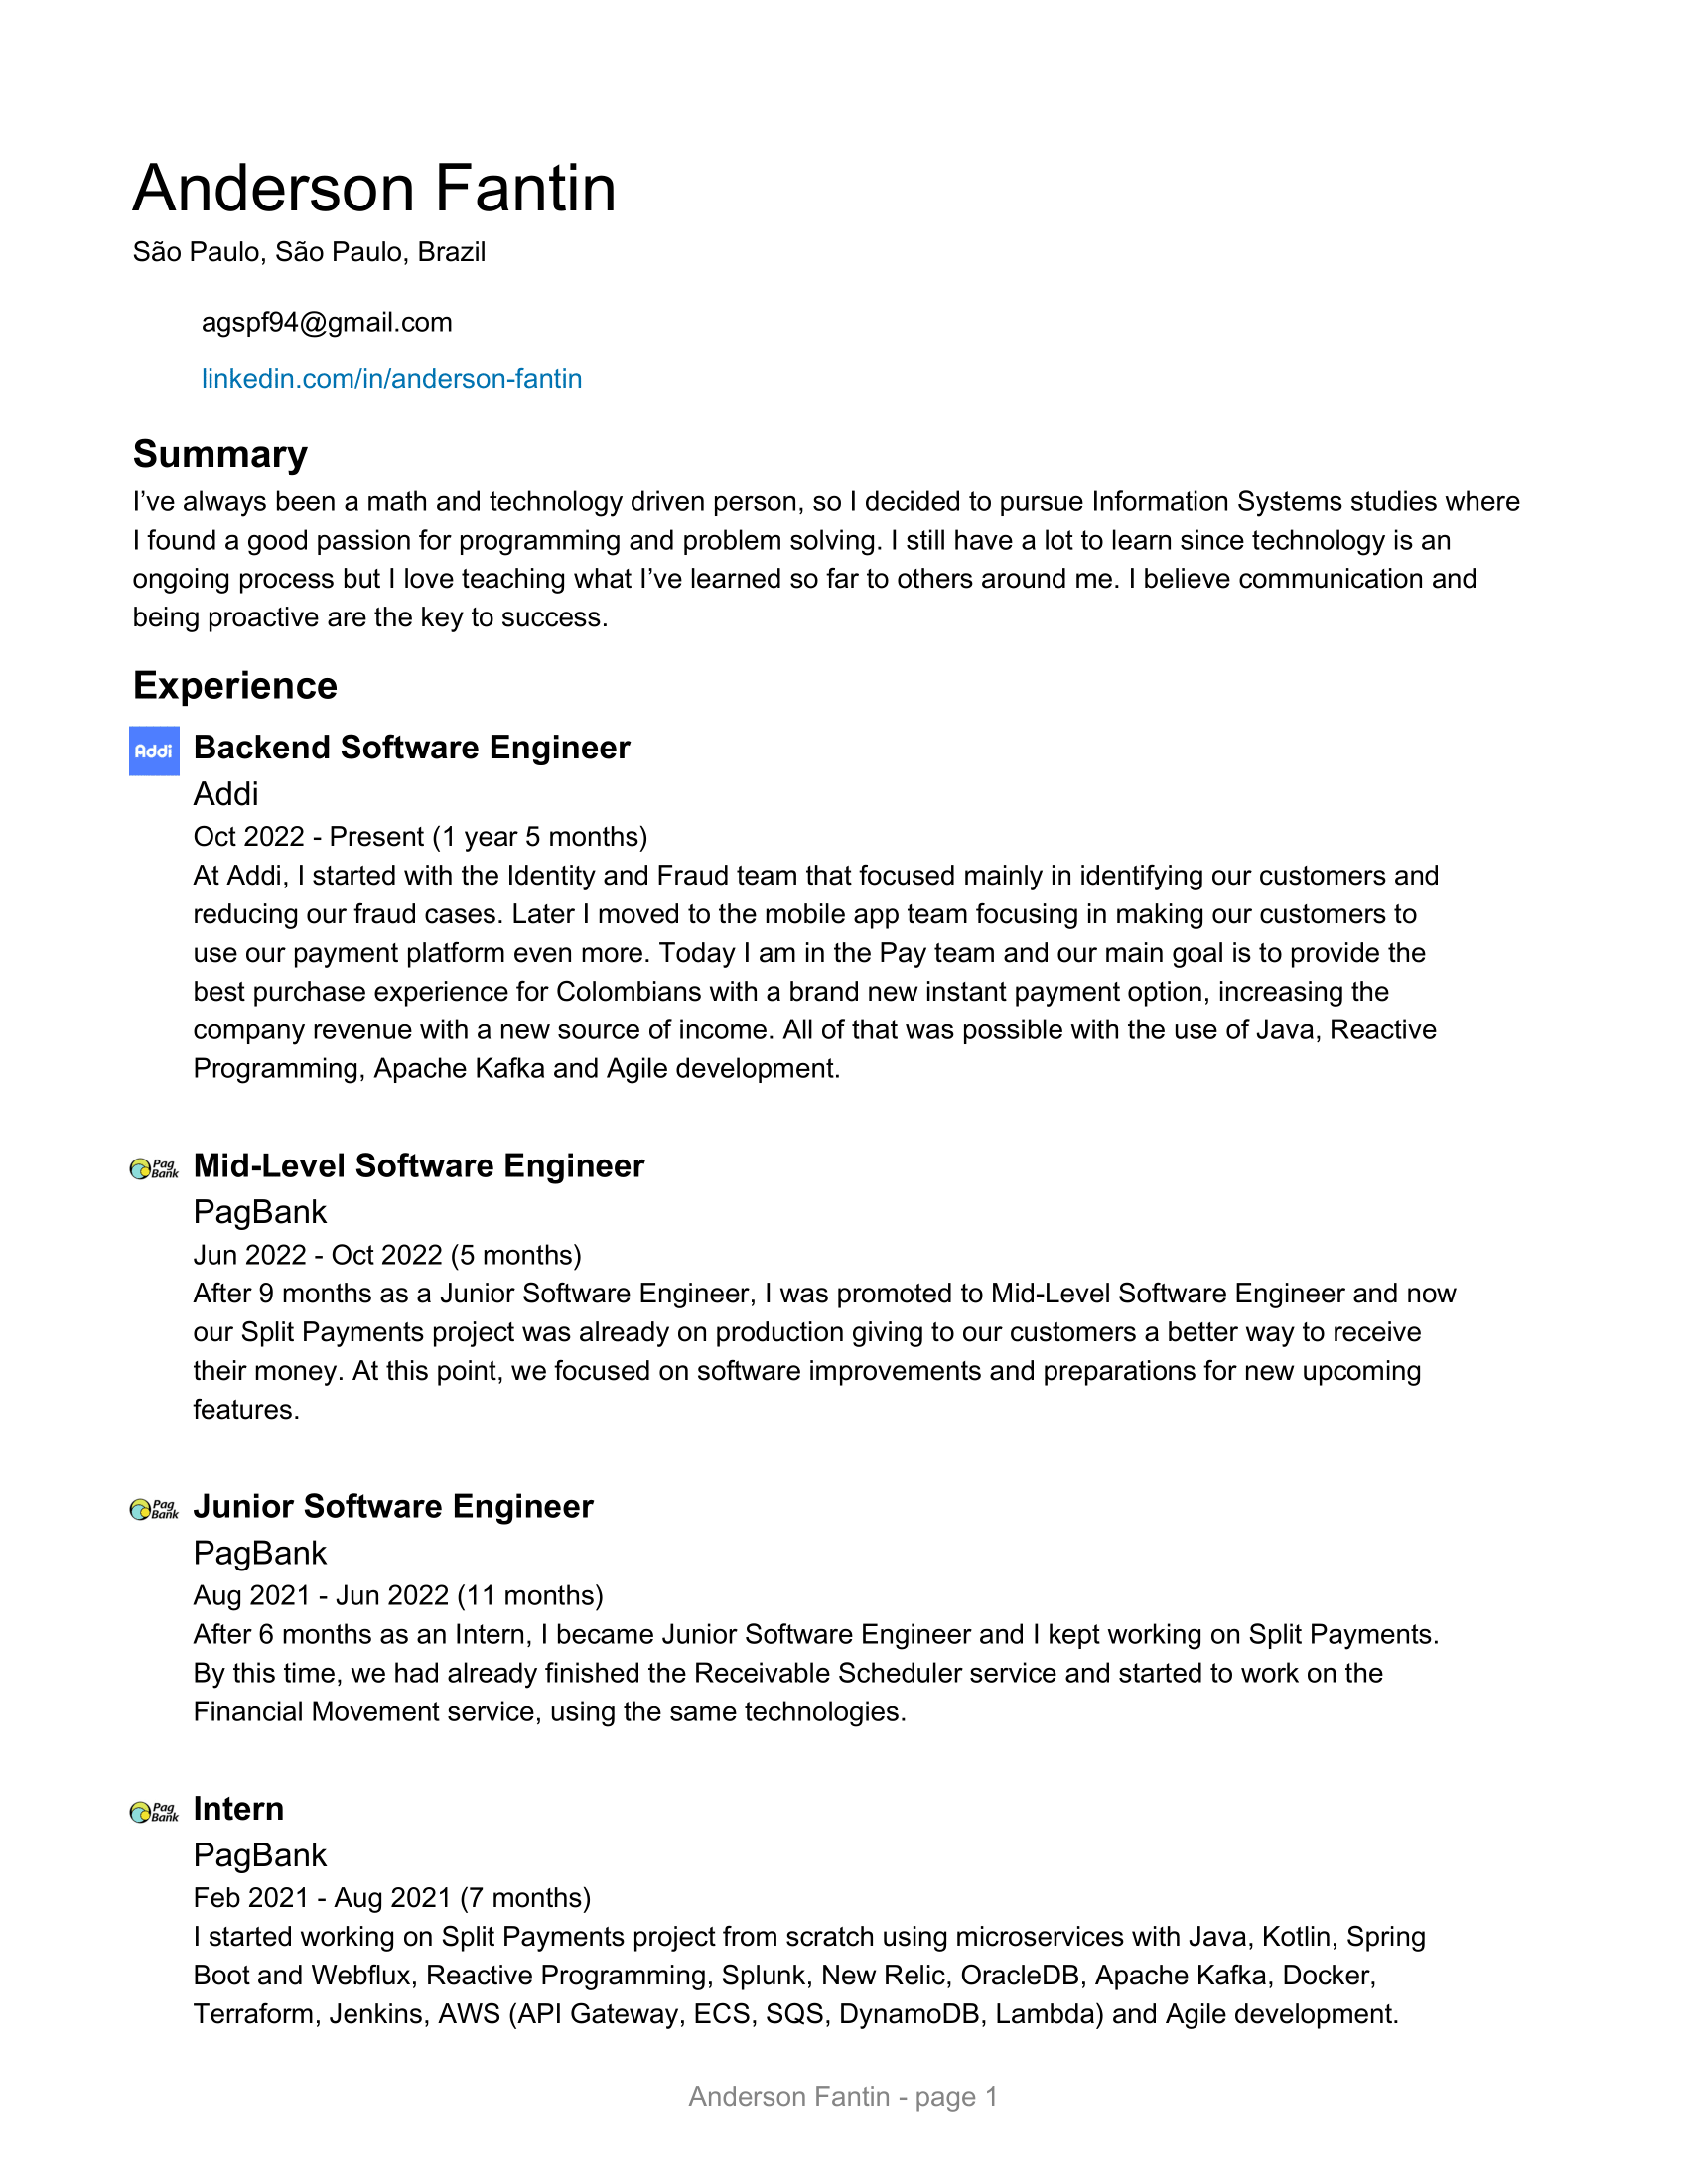 Anderson Fantin
São Paulo, São Paulo, Brazil
agspf94@gmail.com
linkedin.com/in/anderson-fantin
Summary
I’ve always been a math and technology driven person, so I decided to pursue Information Systems studies where
I found a good passion for programming and problem solving. I still have a lot to learn since technology is an
ongoing process but I love teaching what I’ve learned so far to others around me. I believe communication and
being proactive are the key to success.
Experience
Addi
Backend Software Engineer
Addi
Oct 2022 - Present (1 year 5 months)
At Addi, I started with the Identity and Fraud team that focused mainly in identifying our customers and
reducing our fraud cases. Later I moved to the mobile app team focusing in making our customers to
use our payment platform even more. Today I am in the Pay team and our main goal is to provide the
best purchase experience for Colombians with a brand new instant payment option, increasing the
company revenue with a new source of income. All of that was possible with the use of Java, Reactive
Programming, Apache Kafka and Agile development.
Pag
Bank
Mid-Level Software Engineer
PagBank
Jun 2022 - Oct 2022 (5 months)
After 9 months as a Junior Software Engineer, I was promoted to Mid-Level Software Engineer and now
our Split Payments project was already on production giving to our customers a better way to receive
their money. At this point, we focused on software improvements and preparations for new upcoming
features.
Pag
Bank
Junior Software Engineer
PagBank
Aug 2021 - Jun 2022 (11 months)
After 6 months as an Intern, I became Junior Software Engineer and I kept working on Split Payments.
By this time, we had already finished the Receivable Scheduler service and started to work on the
Financial Movement service, using the same technologies.
Pag
Bank
Intern
PagBank
Feb 2021 - Aug 2021 (7 months)
I started working on Split Payments project from scratch using microservices with Java, Kotlin, Spring
Boot and Webflux, Reactive Programming, Splunk, New Relic, OracleDB, Apache Kafka, Docker,
Terraform, Jenkins, AWS (API Gateway, ECS, SQS, DynamoDB, Lambda) and Agile development.
Anderson Fantin - page 1